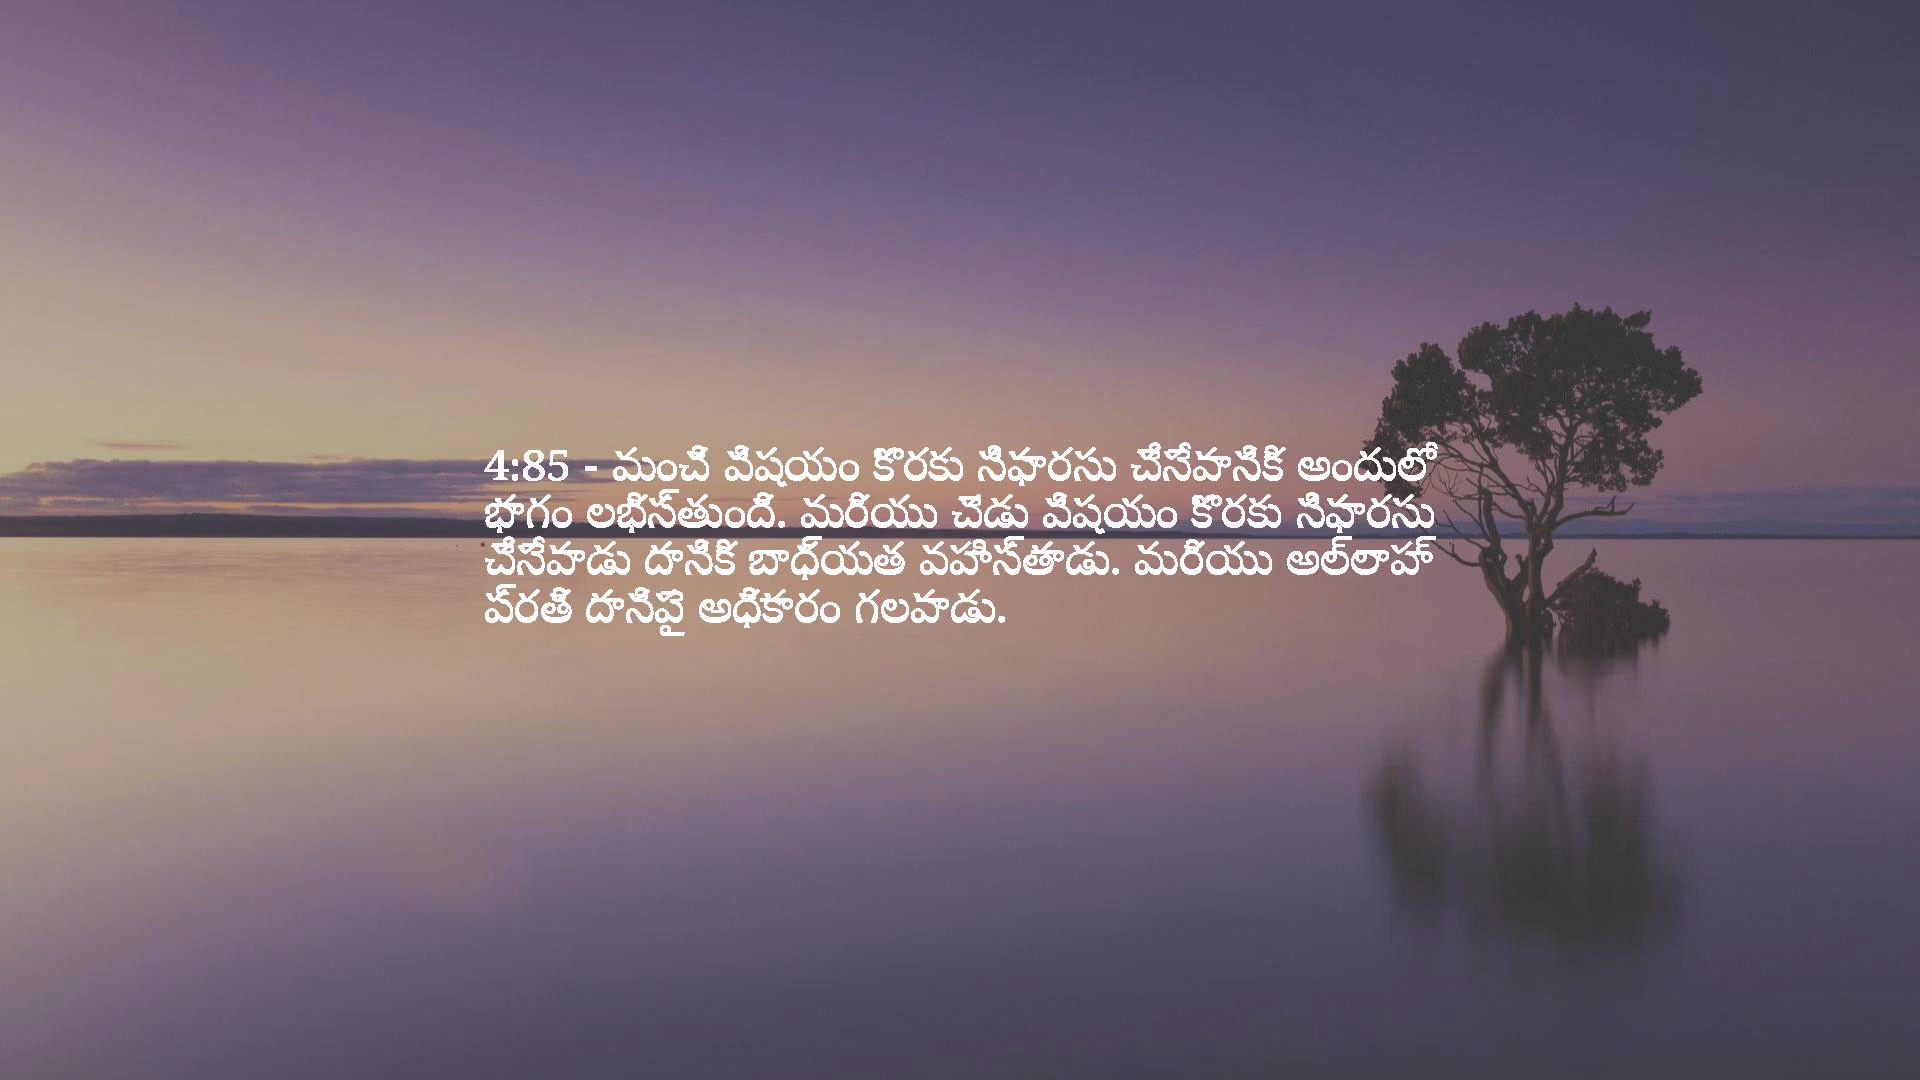 4:85 - మంచి విషయం కొరకు సిఫారసు చేసేవానికి అందులో
భాగం లభిస్‌తుంది. మరియు చెడు విషయం కొరకు సిఫారసు
చేసేవాడు దానికి బాధ్‌యత వహిస్‌తాడు. మరియు అల్‌లాహ్‌
ప్‌రతి దానిపై అధికారం గలవాడు.